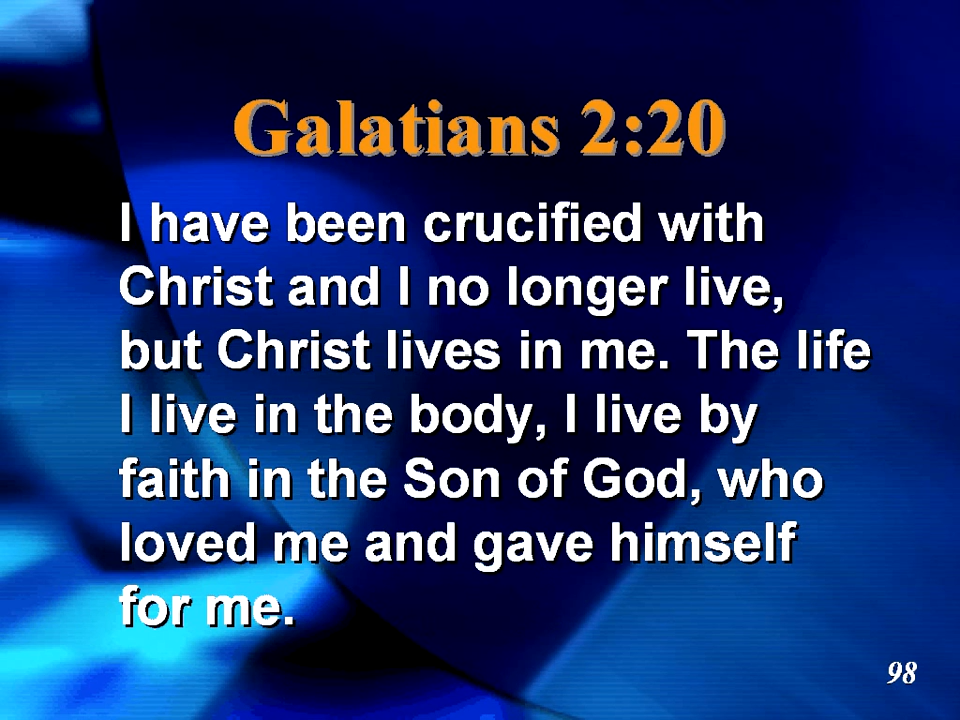 Galatians 2:20
I have been crucified with
Christ and I no longer live,
but Christ lives in me. The life
I live in the body, I live by
faith in the Son of God, who
loved me and gave himself
for me.
98